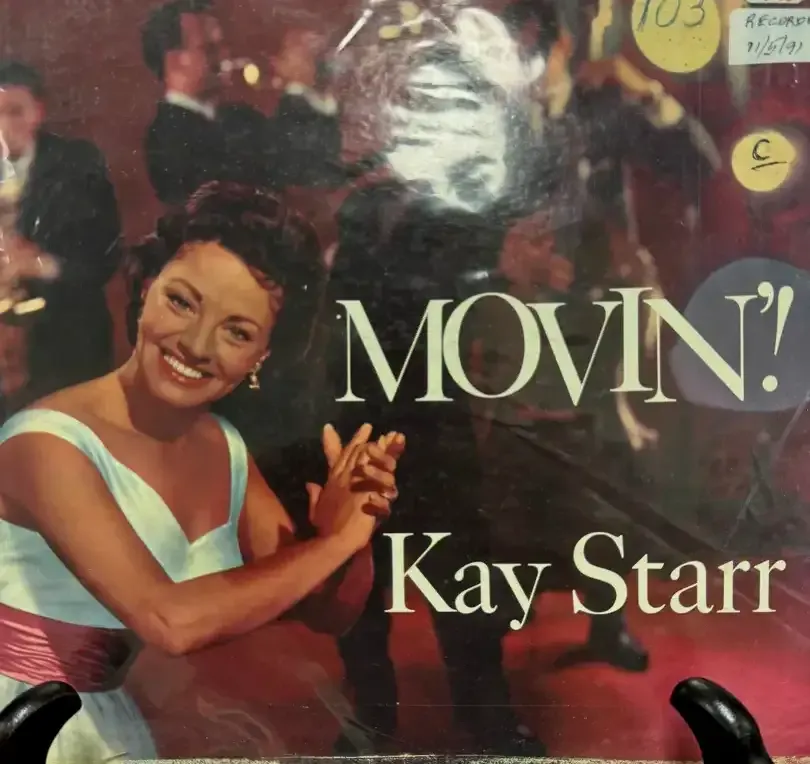 103
RECORD
11/5/91
C
MOVIN'!
Kay Starr